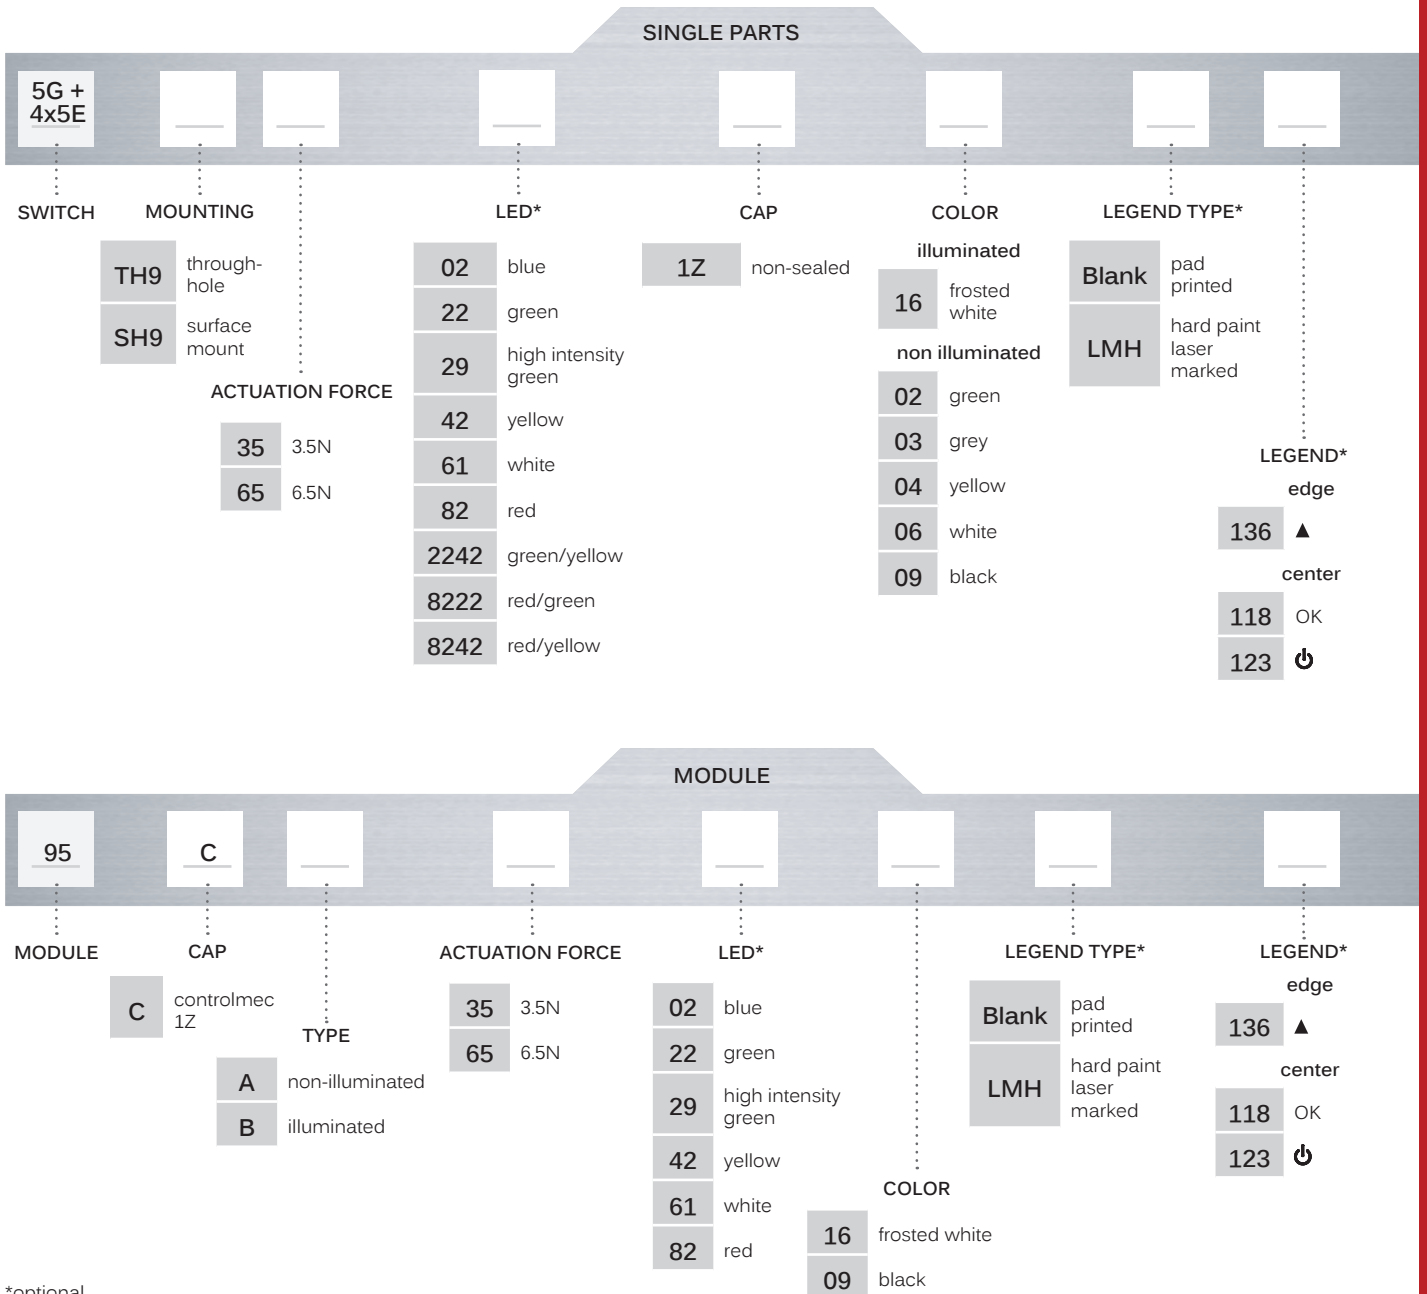 SINGLE PARTS
5G +
4x5E
SWITCH
MOUNTING
TH9 through-
hole
SH9 surface
mount
ACTUATION FORCE
35 3.5N
65 6.5N
LED*
02 blue
22 green
29 high intensity
green
42 yellow
61 white
82 red
2242 green/yellow
8222 red/green
8242 red/yellow
CAP
1Z non-sealed
COLOR
illuminated
16 frosted
white
non illuminated
02 green
03 grey
04 yellow
06 white
09 black
LEGEND TYPE*
Blank pad
printed
LMH hard paint
laser
marked
LEGEND*
edge
136 ▲
center
118 OK
123 ⏻
MODULE
95
C
MODULE
CAP
C controlmec
1Z
TYPE
A non-illuminated
B illuminated
ACTUATION FORCE
35 3.5N
65 6.5N
LED*
02 blue
22 green
29 high intensity
green
42 yellow
61 white
82 red
COLOR
16 frosted white
09 black
LEGEND TYPE*
Blank pad
printed
LMH hard paint
laser
marked
LEGEND*
edge
136 ▲
center
118 OK
123 ⏻
*optional